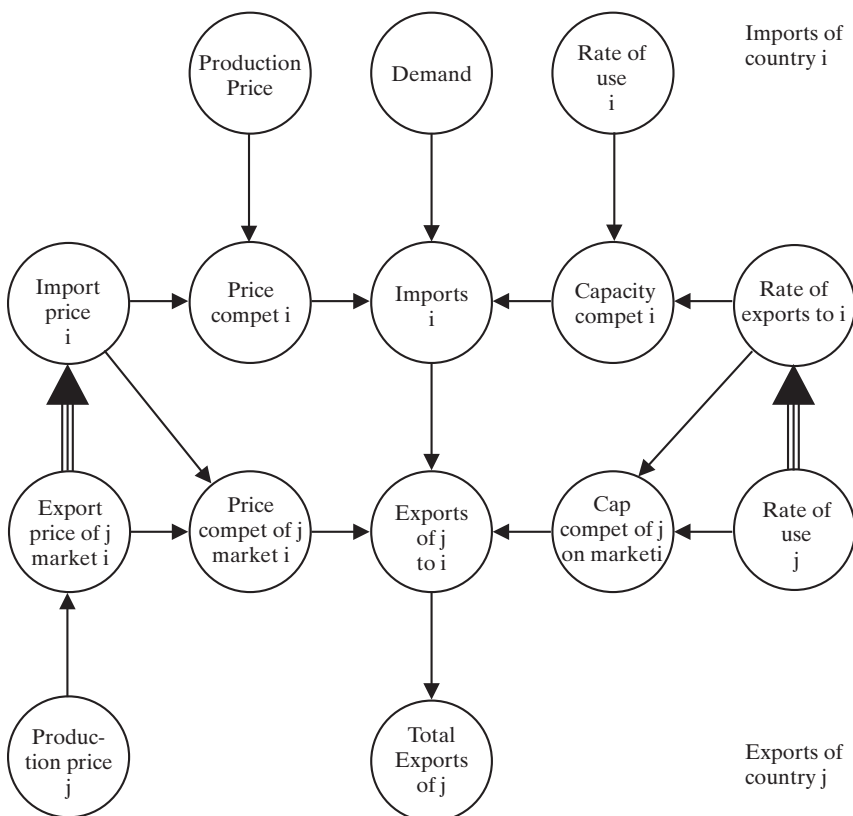 Production
Price
Demand
Rate of
use
i
Imports of
country i
Import
price
i
Price
compet i
Imports
i
Capacity
compet i
Rate of
exports to i
Export
price of j
market i
Price
compet of j
market i
Exports
of j
to i
Cap
compet of j
on marketi
Rate of
use
j
Produc-
tion price
j
Total
Exports
of j
Exports of
country j